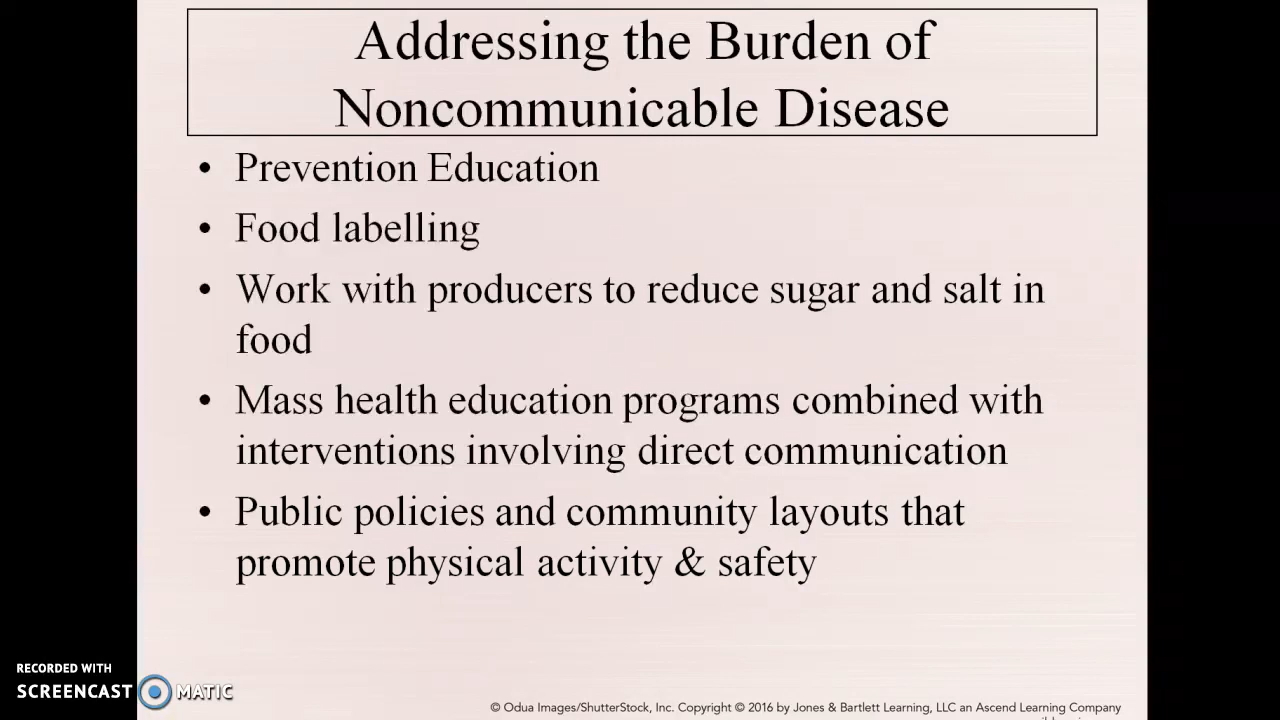 Addressing the Burden of
Noncommunicable Disease
• Prevention Education
• Food labelling
• Work with producers to reduce sugar and salt in
food
• Mass health education programs combined with
interventions involving direct communication
• Public policies and community layouts that
promote physical activity & safety
RECORDED WITH
SCREENCAST MATIC
© Odua Images/ShutterStock, Inc. Copyright © 2016 by Jones & Bartlett Learning, LLC an Ascend Learning Company